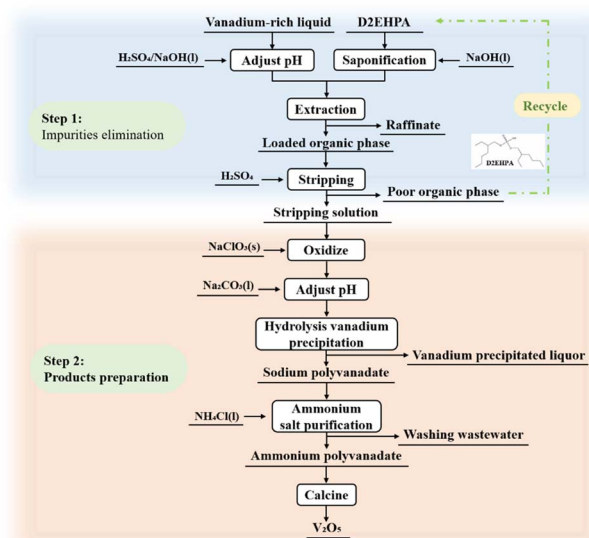 Vanadium-rich liquid
D2EHPA
H₂SO₄/NaOH(l)
Adjust pH
Saponification
NaOH(l)
Step 1:
Impurities elimination
Extraction
Raffinate
Recycle
Loaded organic phase
D2EHPA
H₂SO₄
Stripping
Poor organic phase
Stripping solution
NaClO₃(s)
Oxidize
Na₂CO₃(l)
Adjust pH
Hydrolysis vanadium
precipitation
Step 2:
Products preparation
Vanadium precipitated liquor
Sodium polyvanadate
NH₄Cl(l)
Ammonium
salt purification
Washing wastewater
Ammonium polyvanadate
Calcine
V₂O₅